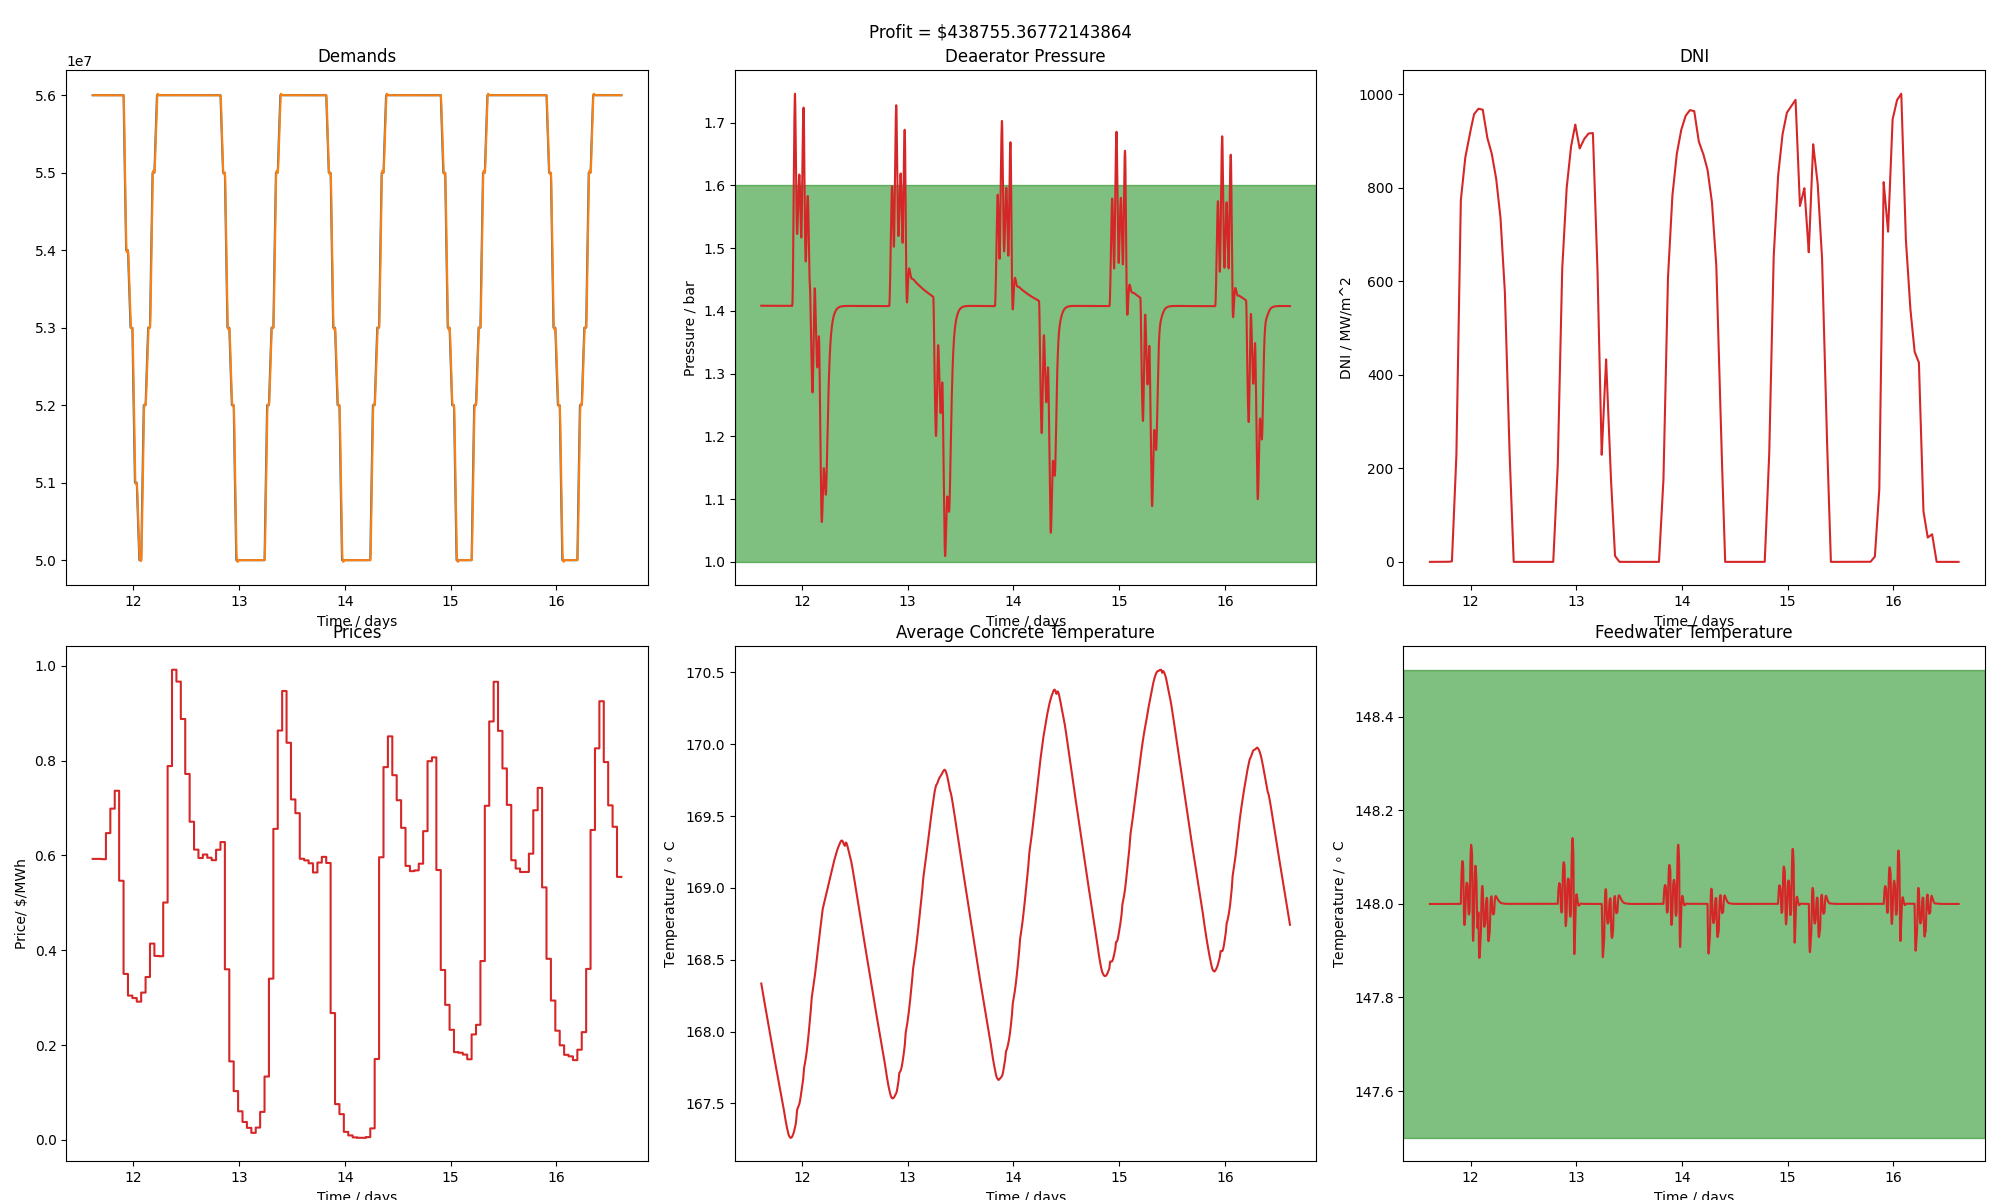 Profit = $438755.36772143864
Demands
1e7
5.6
5.5
5.4
5.3
5.2
5.1
5.0
12 13 14 15 16
Time / days
Deaerator Pressure
Pressure / bar
1.7
1.6
1.5
1.4
1.3
1.2
1.1
1.0
12 13 14 15 16
Time / days
DNI
DNI / MW/m^2
1000
800
600
400
200
0
12 13 14 15 16
Time / days
Prices
Price/ $/MWh
1.0
0.8
0.6
0.4
0.2
0.0
12 13 14 15 16
Time / days
Average Concrete Temperature
Temperature / ∘ C
170.5
170.0
169.5
169.0
168.5
168.0
167.5
12 13 14 15 16
Time / days
Feedwater Temperature
Temperature / ∘ C
148.4
148.2
148.0
147.8
147.6
12 13 14 15 16
Time / days